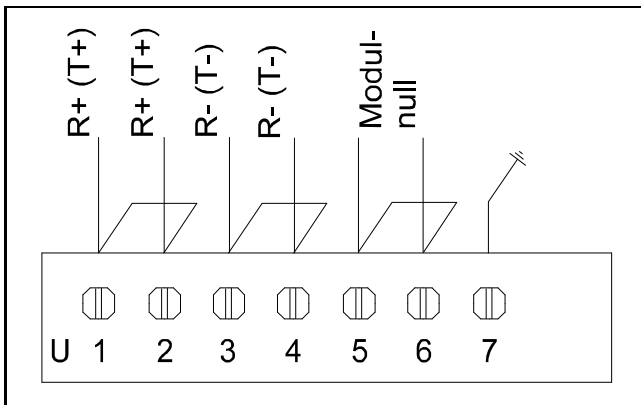 R+ (T+)
R+ (T+)
R- (T-)
R- (T-)
Modul-
null
U 1 2 3 4 5 6 7